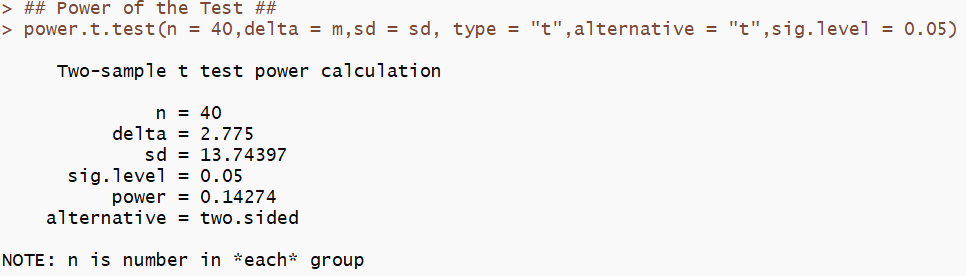 > ## Power of the Test ##
> power.t.test(n = 40,delta = m,sd = sd, type = "t",alternative = "t",sig.level = 0.05)
Two-sample t test power calculation
n = 40
delta = 2.775
sd = 13.74397
sig.level = 0.05
power = 0.14274
alternative = two.sided
NOTE: n is number in *each* group